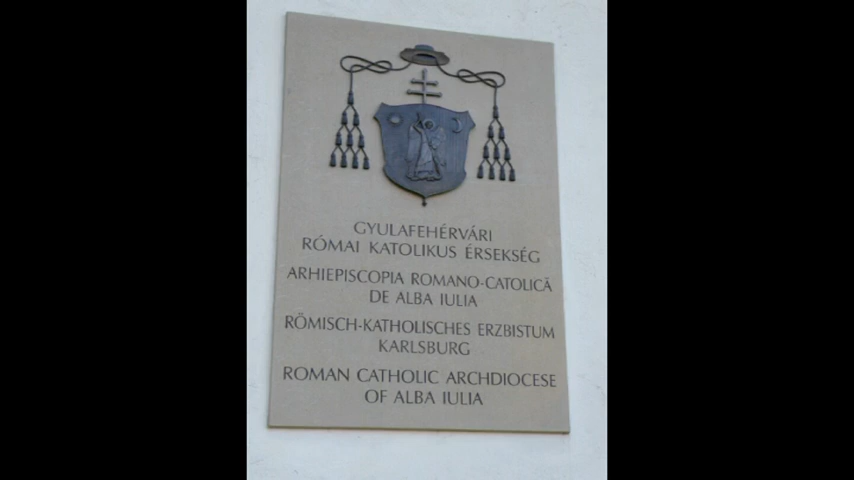 GYULAFEHÉRVÁRI
RÓMAI KATOLIKUS ÉRSEKSÉG
ARHIEPISCOPIA ROMANO-CATOLICĂ
DE ALBA IULIA
RÖMISCH-KATHOLISCHES ERZBISTUM
KARLSBURG
ROMAN CATHOLIC ARCHDIOCESE
OF ALBA IULIA